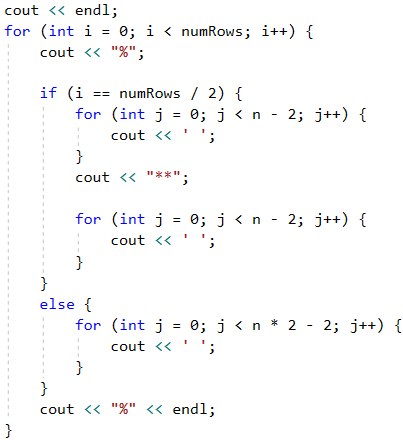 cout << endl;
for (int i = 0; i < numRows; i++) {
    cout << "%";

    if (i == numRows / 2) {
        for (int j = 0; j < n - 2; j++) {
            cout << ' ';
        }
        cout << "**";

        for (int j = 0; j < n - 2; j++) {
            cout << ' ';
        }
    }
    else {
        for (int j = 0; j < n * 2 - 2; j++) {
            cout << ' ';
        }
    }
    cout << "%" << endl;
}